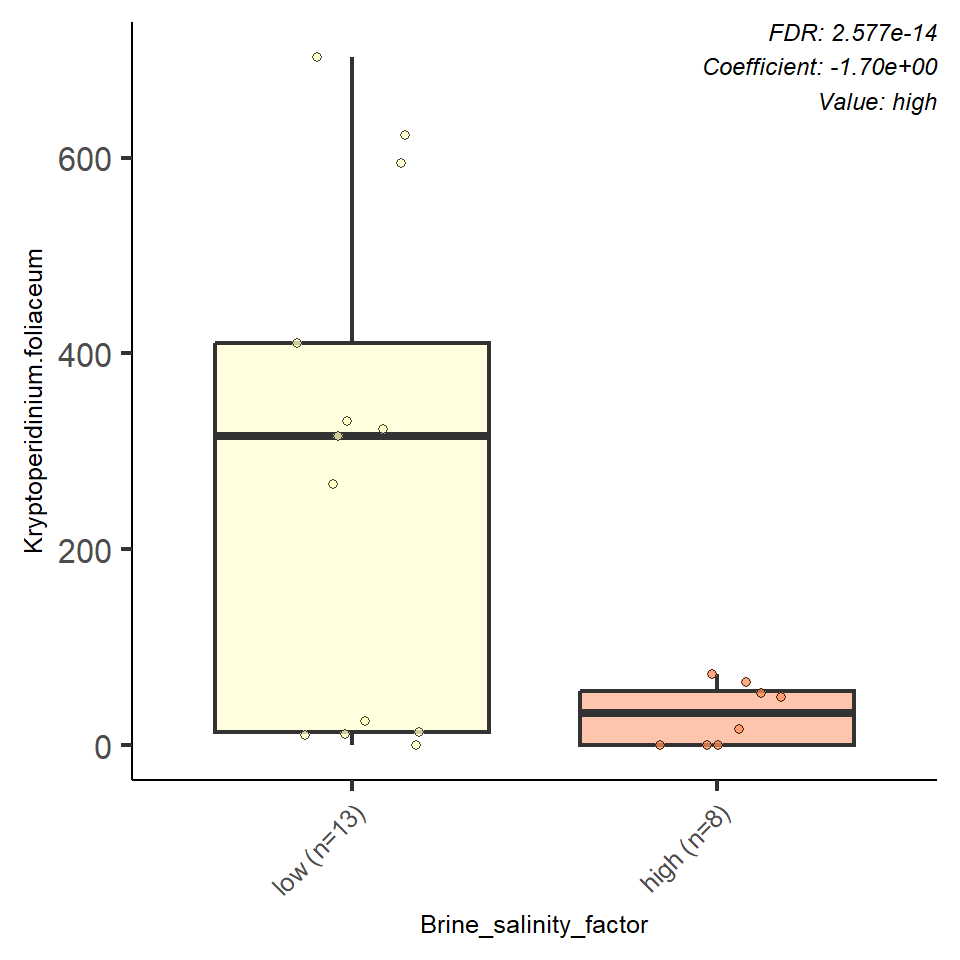 FDR: 2.577e-14
Coefficient: -1.70e+00
Value: high
Kryptoperidinium.foliaceum
600
400
200
0
low (n=13)
high (n=8)
Brine_salinity_factor